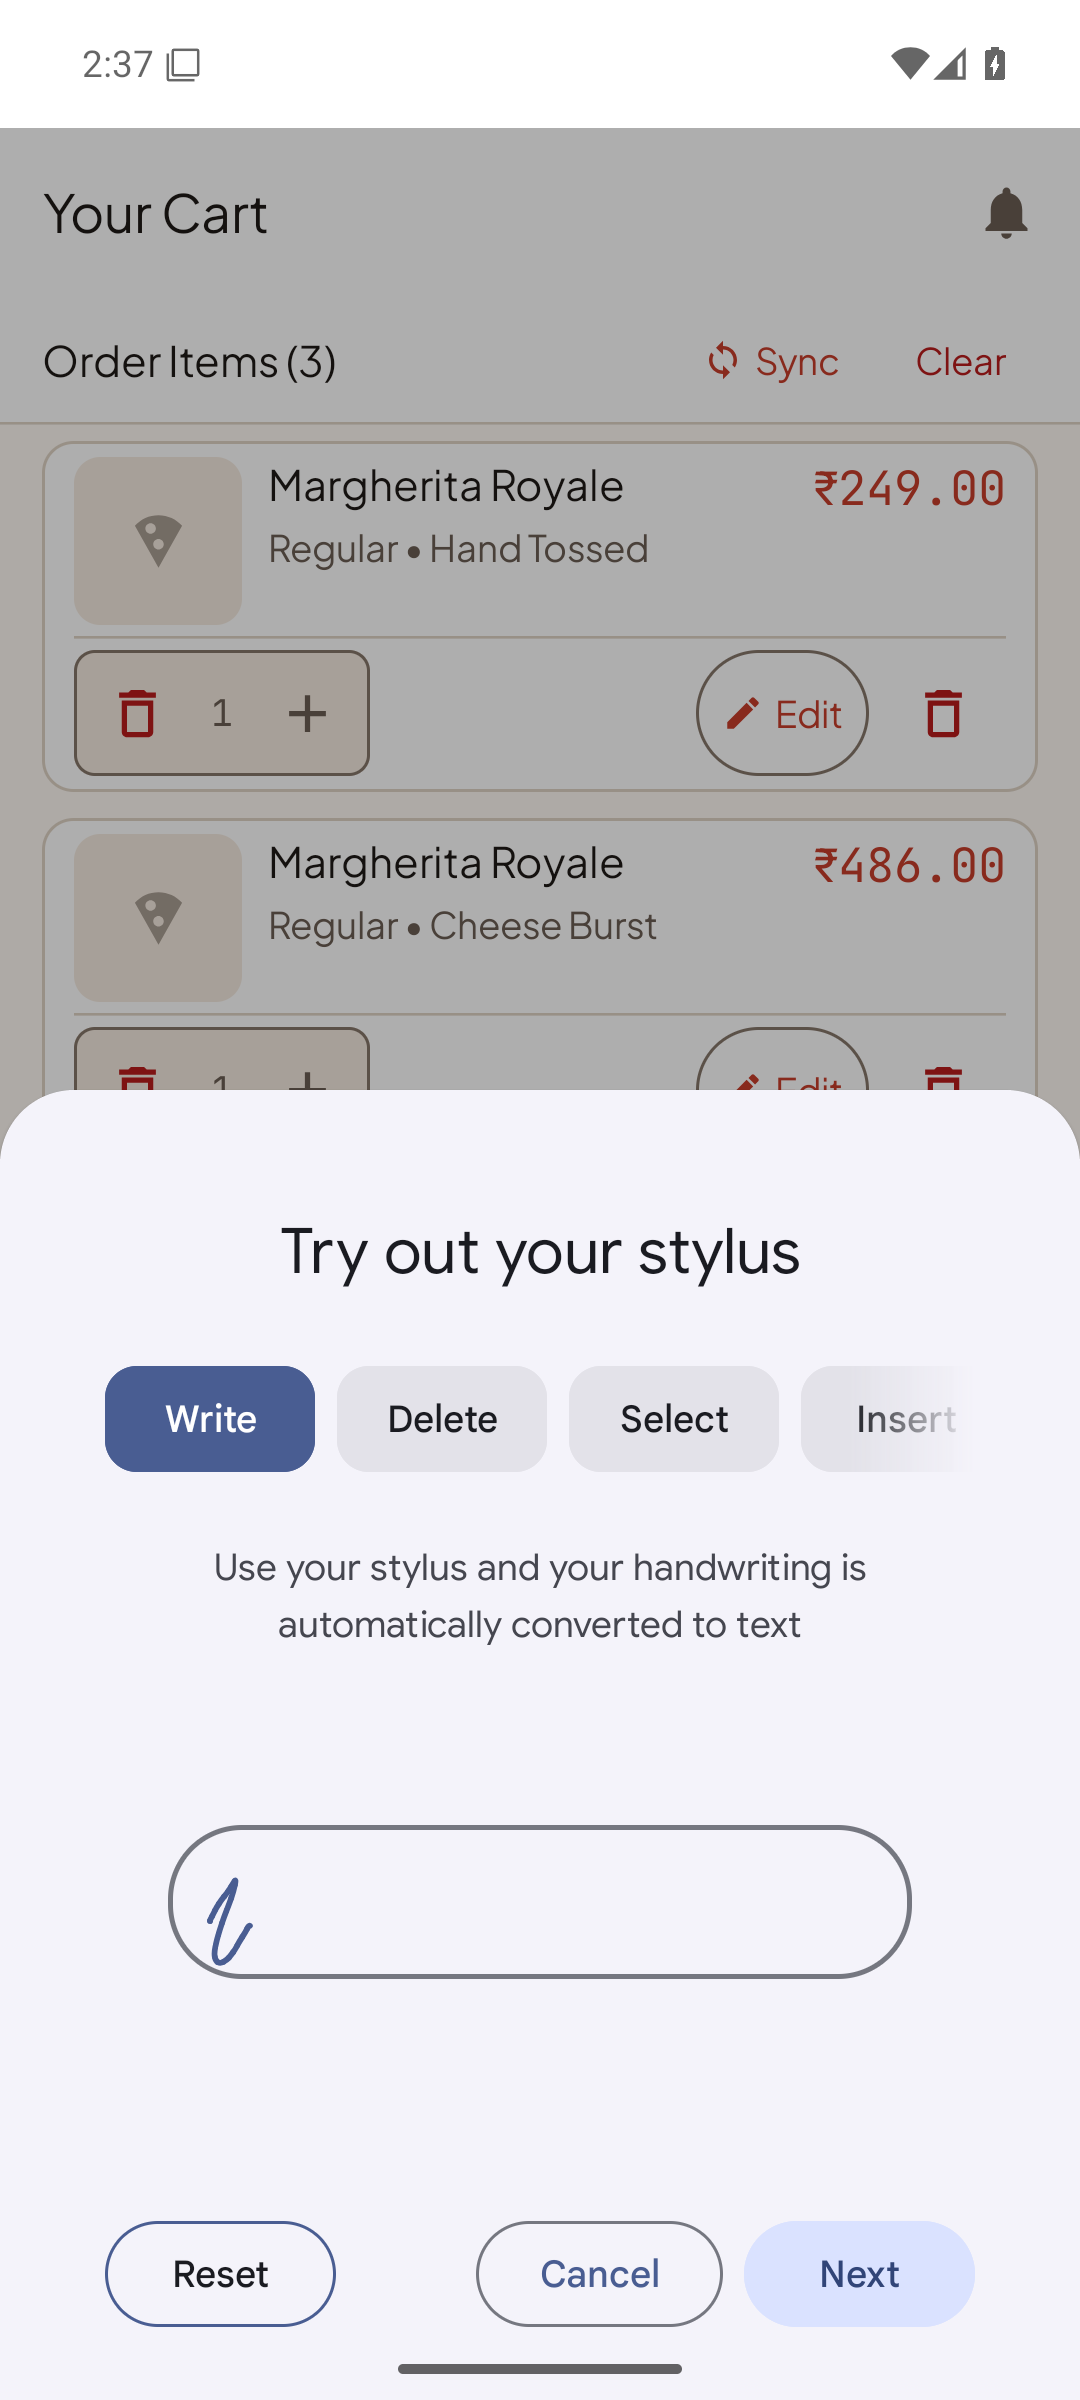 2:37
Your Cart
Order Items (3) Sync Clear
Margherita Royale ₹249.00
Regular • Hand Tossed
1 Edit
Margherita Royale ₹486.00
Regular • Cheese Burst
1 Edit
Try out your stylus
Write Delete Select Insert
Use your stylus and your handwriting is
automatically converted to text
Reset Cancel Next